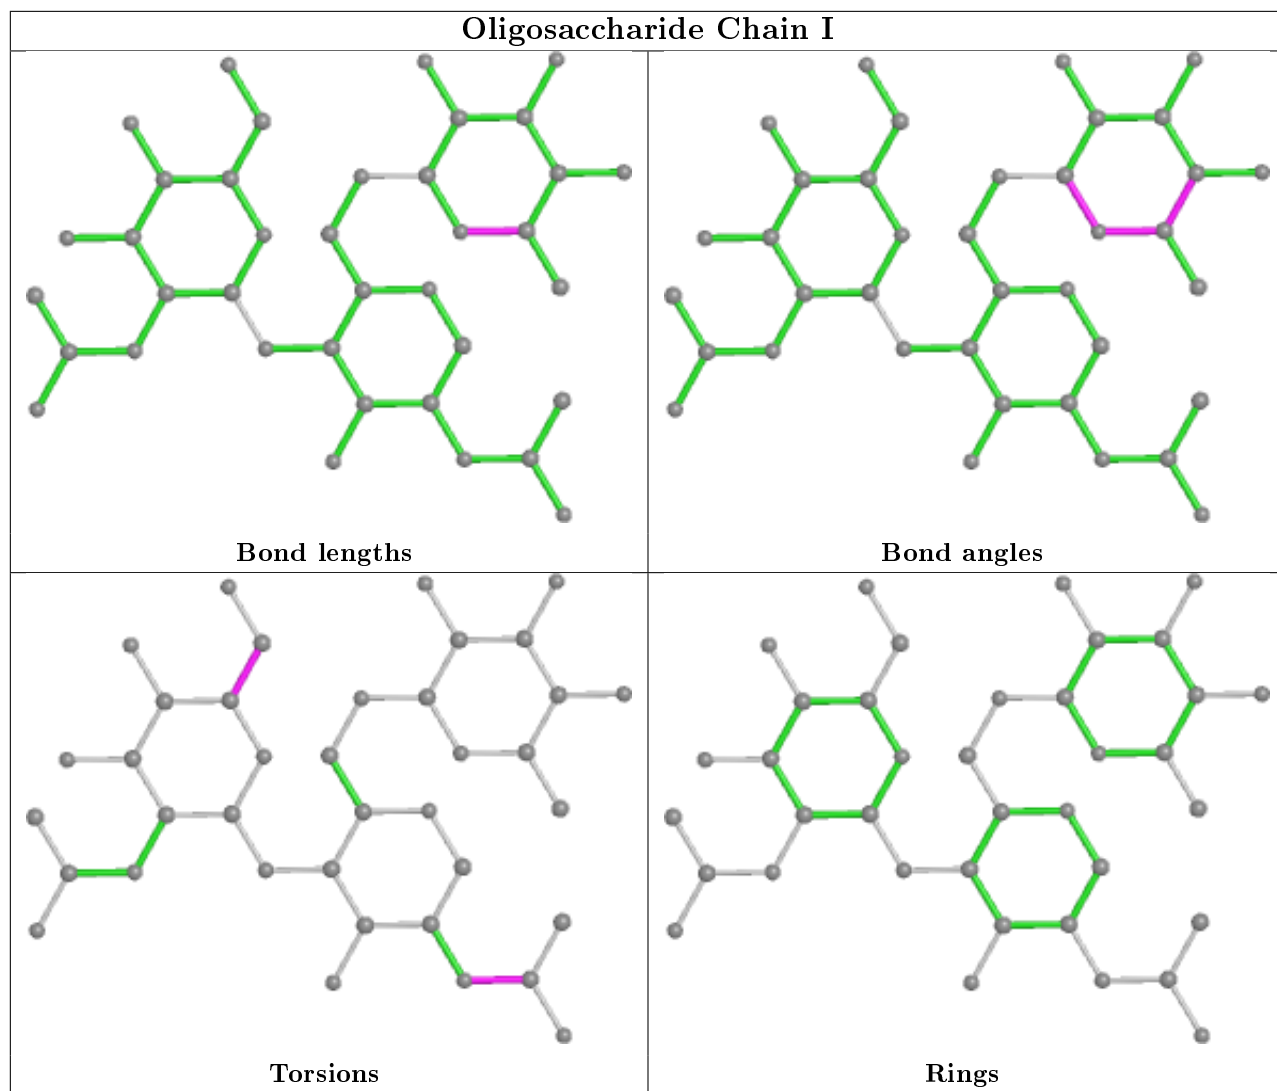 Oligosaccharide Chain I
Bond lengths
Bond angles
Torsions
Rings